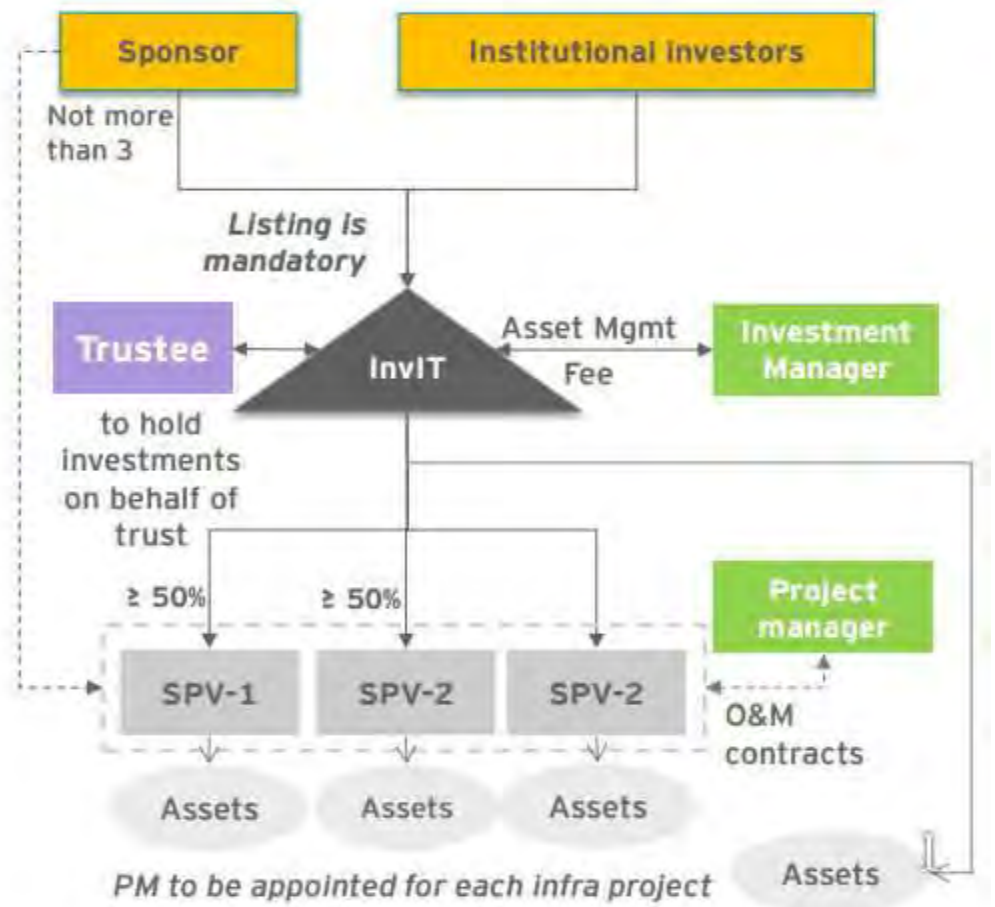 Sponsor
Institutional investors
Not more
than 3
Listing is
mandatory
Trustee
InvIT
Asset Mgmt
Fee
Investment
Manager
to hold
investments
on behalf of
trust
≥ 50%
≥ 50%
Project
manager
SPV-1
SPV-2
SPV-2
O&M
contracts
Assets
Assets
Assets
Assets
PM to be appointed for each infra project